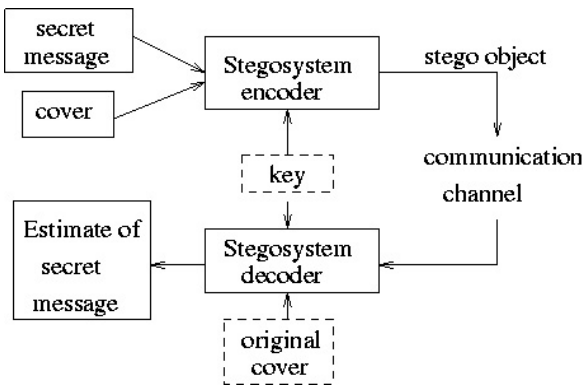 secret
message
cover
Stegosystem
encoder
stego object
communication
channel
key
Stegosystem
decoder
Estimate of
secret
message
original
cover